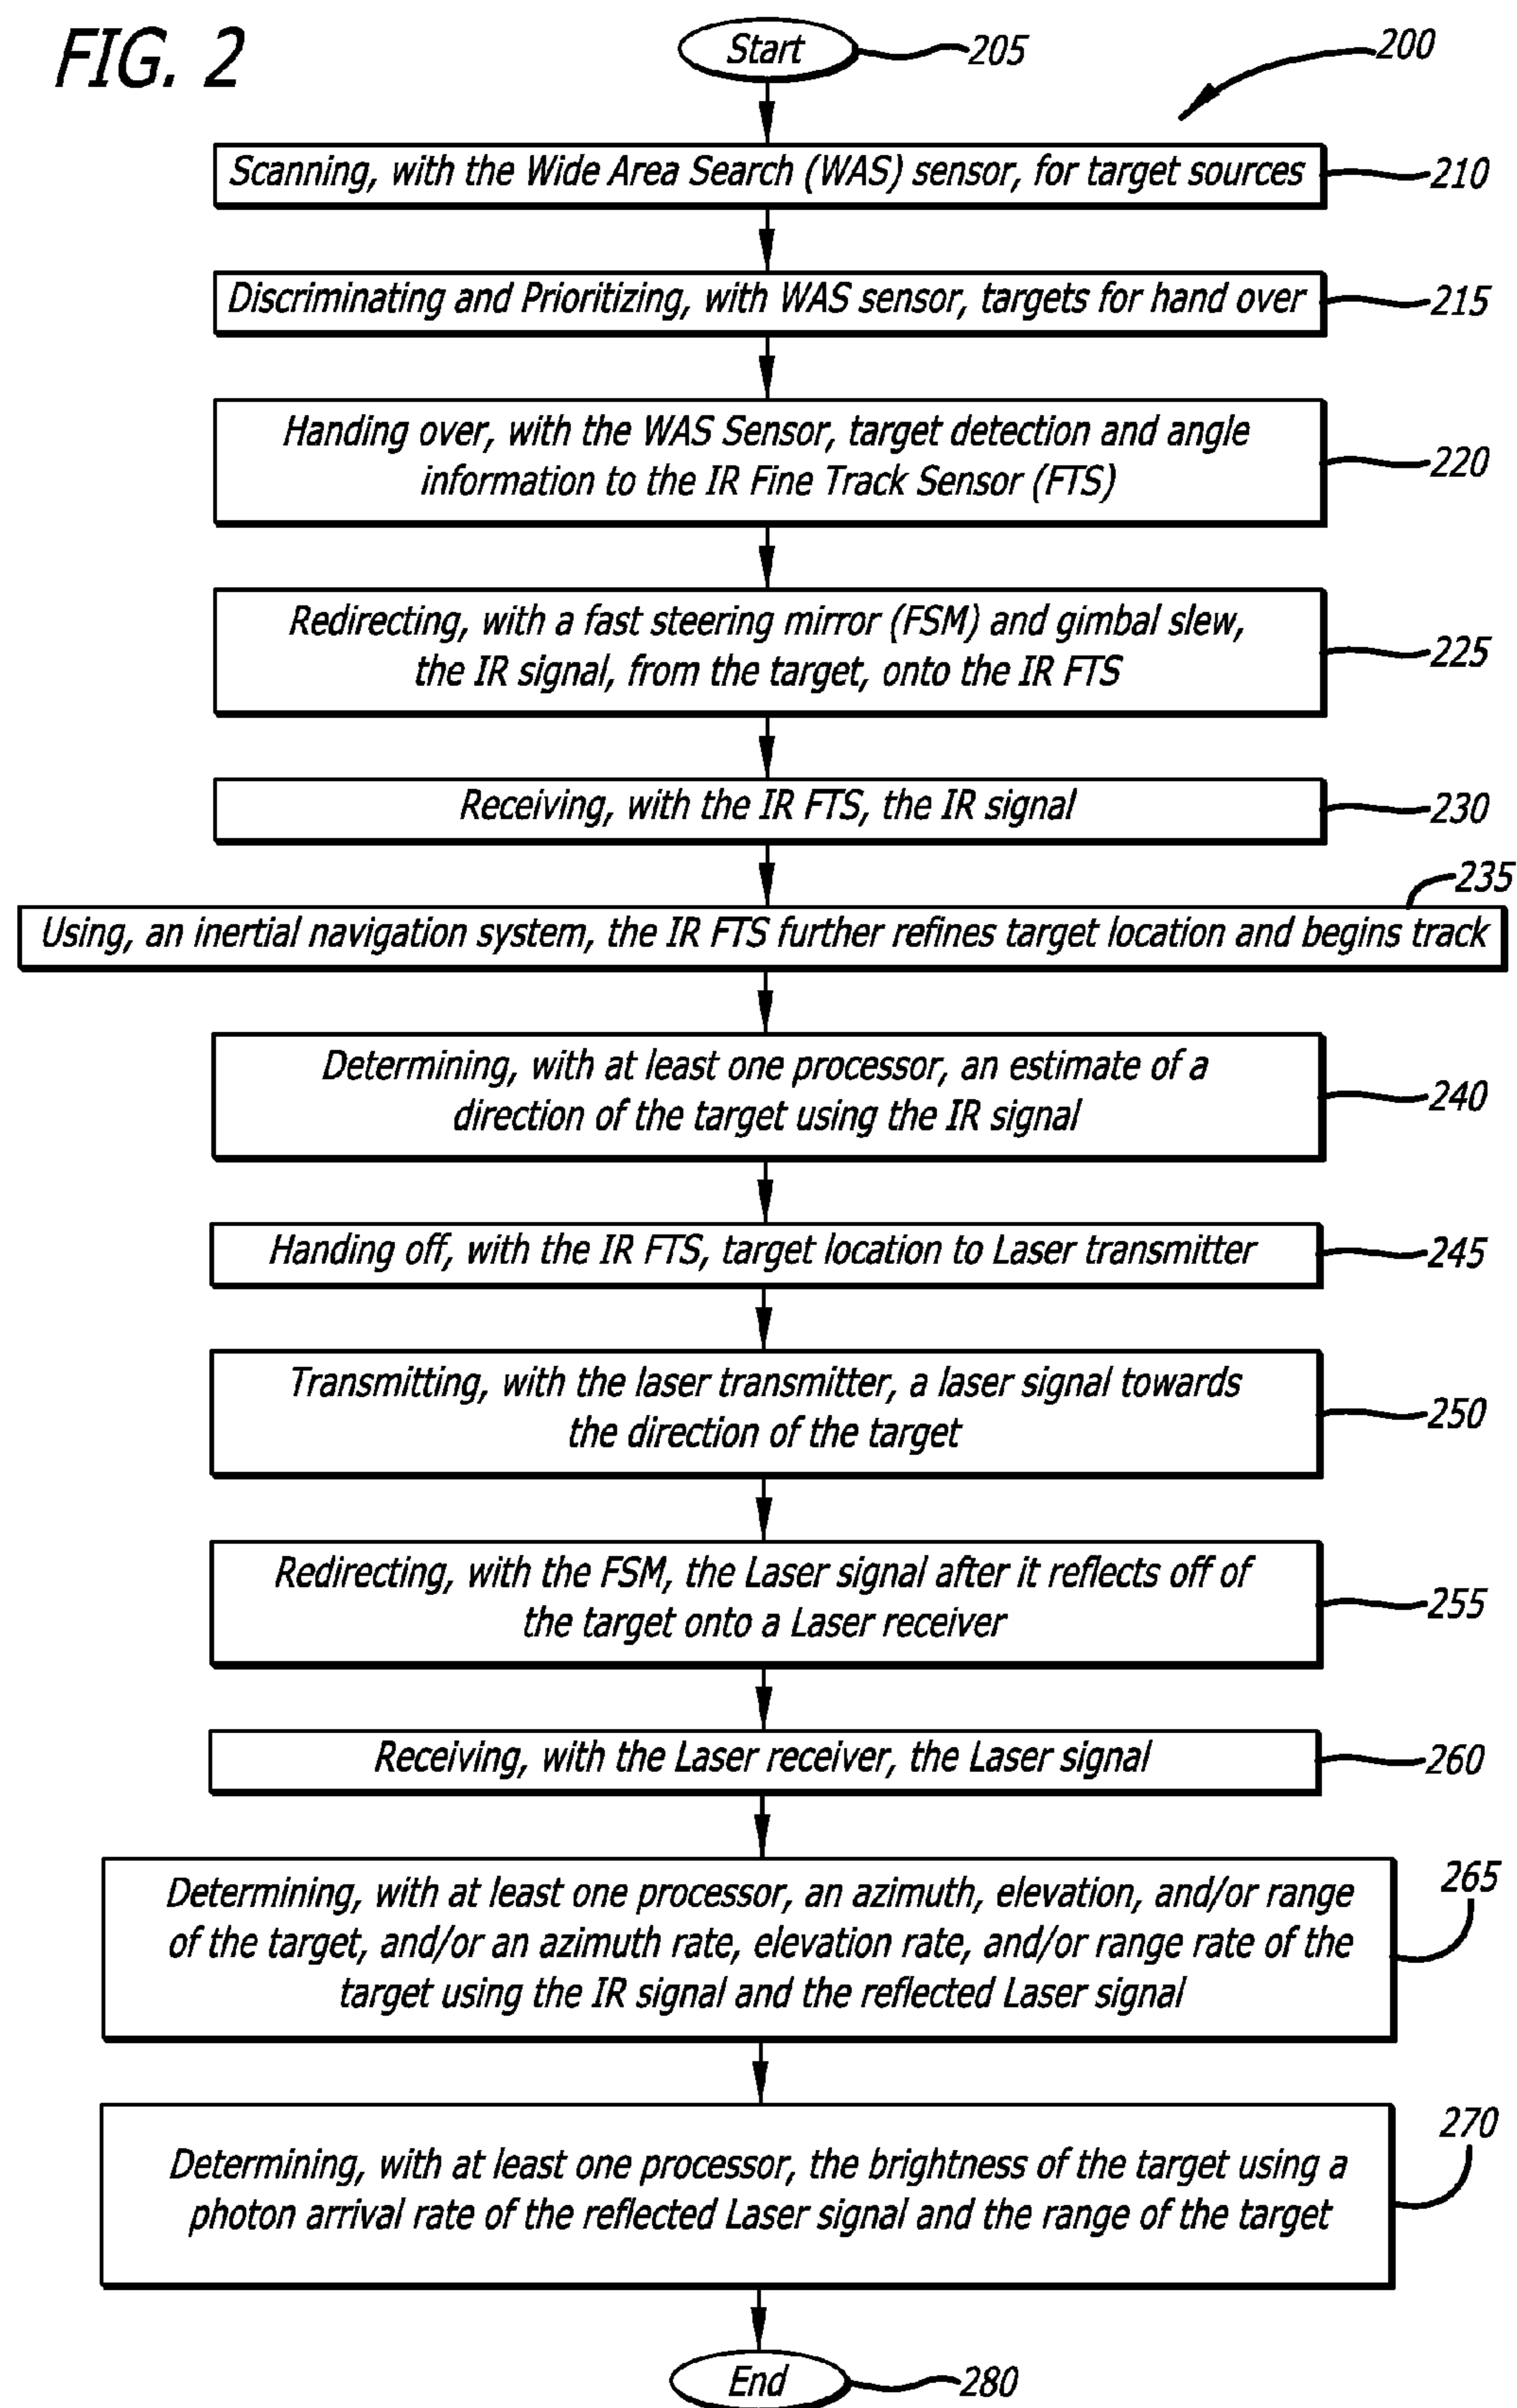 FIG. 2
Start
205
200
Scanning, with the Wide Area Search (WAS) sensor, for target sources
210
Discriminating and Prioritizing, with WAS sensor, targets for hand over
215
Handing over, with the WAS Sensor, target detection and angle
information to the IR Fine Track Sensor (FTS)
220
Redirecting, with a fast steering mirror (FSM) and gimbal slew,
the IR signal, from the target, onto the IR FTS
225
Receiving, with the IR FTS, the IR signal
230
235
Using, an inertial navigation system, the IR FTS further refines target location and begins track
Determining, with at least one processor, an estimate of a
direction of the target using the IR signal
240
Handing off, with the IR FTS, target location to Laser transmitter
245
Transmitting, with the laser transmitter, a laser signal towards
the direction of the target
250
Redirecting, with the FSM, the Laser signal after it reflects off of
the target onto a Laser receiver
255
Receiving, with the Laser receiver, the Laser signal
260
Determining, with at least one processor, an azimuth, elevation, and/or range
of the target, and/or an azimuth rate, elevation rate, and/or range rate of the
target using the IR signal and the reflected Laser signal
265
Determining, with at least one processor, the brightness of the target using a
photon arrival rate of the reflected Laser signal and the range of the target
270
End
280